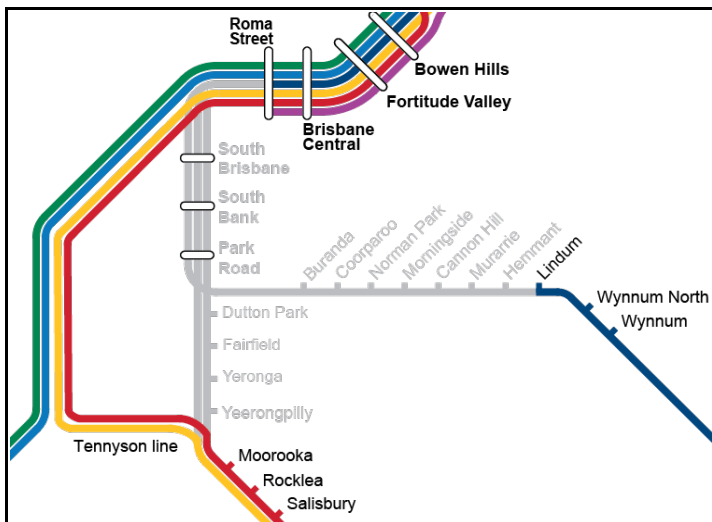 Roma
Street
Bowen Hills
Fortitude Valley
Brisbane
Central
South
Brisbane
South
Bank
Park
Road
Buranda
Coorparoo
Norman Park
Morningside
Cannon Hill
Murarrie
Hemmant
Lindum
Wynnum North
Wynnum
Dutton Park
Fairfield
Yeronga
Yeerongpilly
Tennyson line
Moorooka
Rocklea
Salisbury